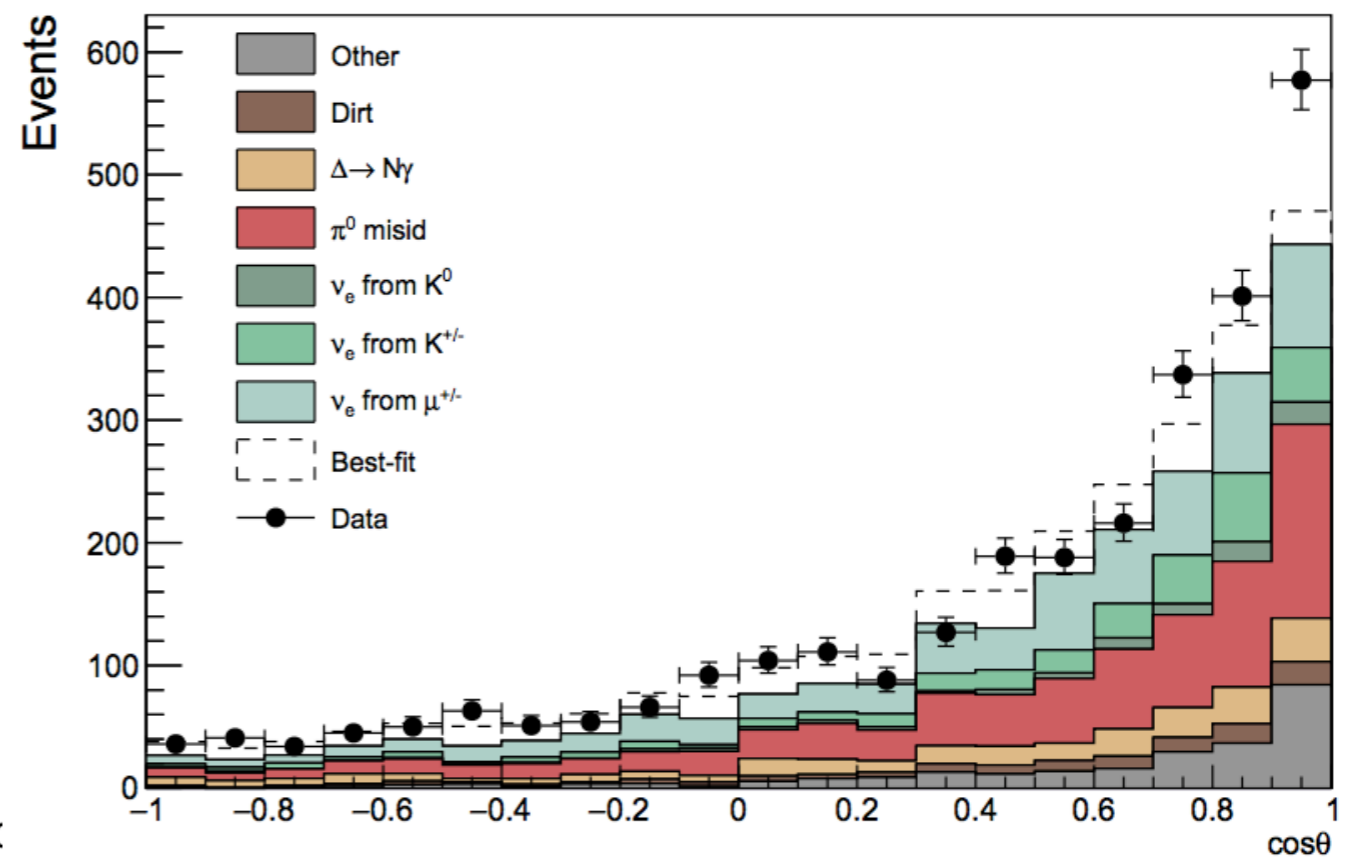 Events
600
500
400
300
200
100
0
Other
Dirt
Δ→ Nγ
π⁰ misid
νₑ from K⁰
νₑ from K⁺/⁻
νₑ from μ⁺/⁻
Best-fit
Data
−1 −0.8 −0.6 −0.4 −0.2 0 0.2 0.4 0.6 0.8 1
cosθ